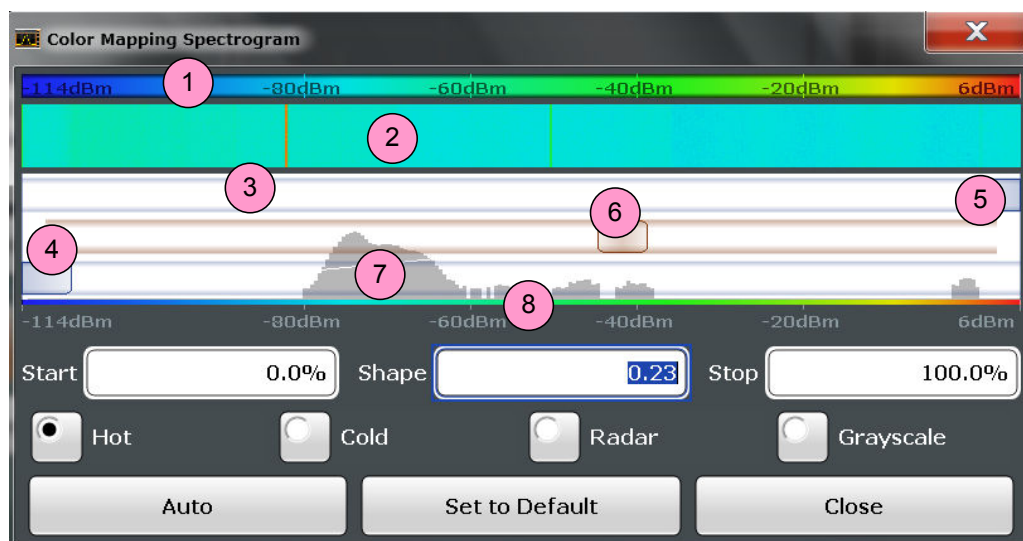 Color Mapping Spectrogram
X
-114dBm -80dBm -60dBm -40dBm -20dBm 6dBm
1
2
3
4
5
6
7
8
-114dBm -80dBm -60dBm -40dBm -20dBm 6dBm
Start 0.0% Shape 0.23 Stop 100.0%
Hot Cold Radar Grayscale
Auto Set to Default Close